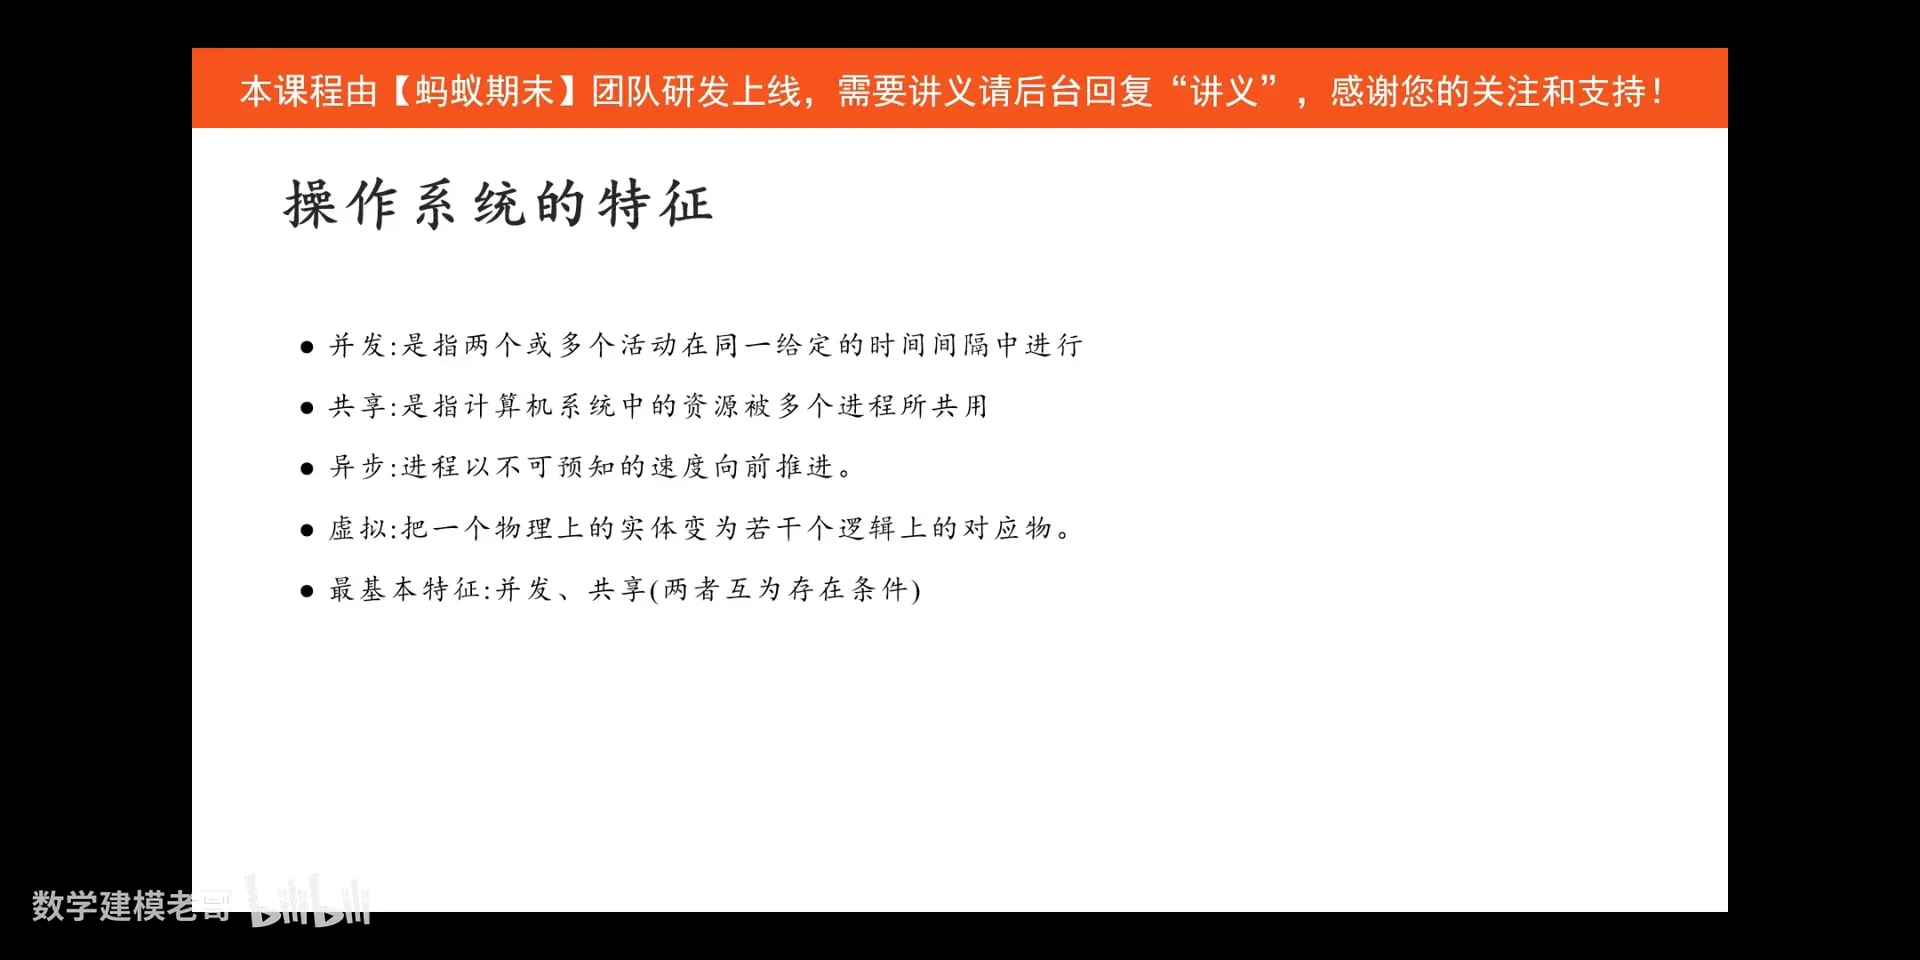 本课程由【蚂蚁期末】团队研发上线，需要讲义请后台回复“讲义”，感谢您的关注和支持！
操作系统的特征
● 并发:是指两个或多个活动在同一给定的时间间隔中进行
● 共享:是指计算机系统中的资源被多个进程所共用
● 异步:进程以不可预知的速度向前推进。
● 虚拟:把一个物理上的实体变为若干个逻辑上的对应物。
● 最基本特征:并发、共享(两者互为存在条件)
数学建模老哥 bilibili